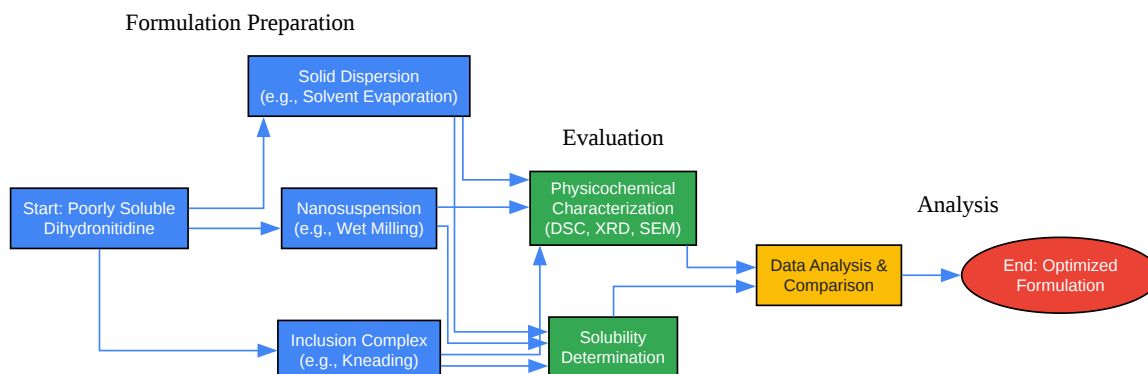 Formulation Preparation
Solid Dispersion
(e.g., Solvent Evaporation)
Evaluation
Start: Poorly Soluble
Dihydronitidine
Nanosuspension
(e.g., Wet Milling)
Physicochemical
Characterization
(DSC, XRD, SEM)
Analysis
Data Analysis &
Comparison
End: Optimized
Formulation
Inclusion Complex
(e.g., Kneading)
Solubility
Determination